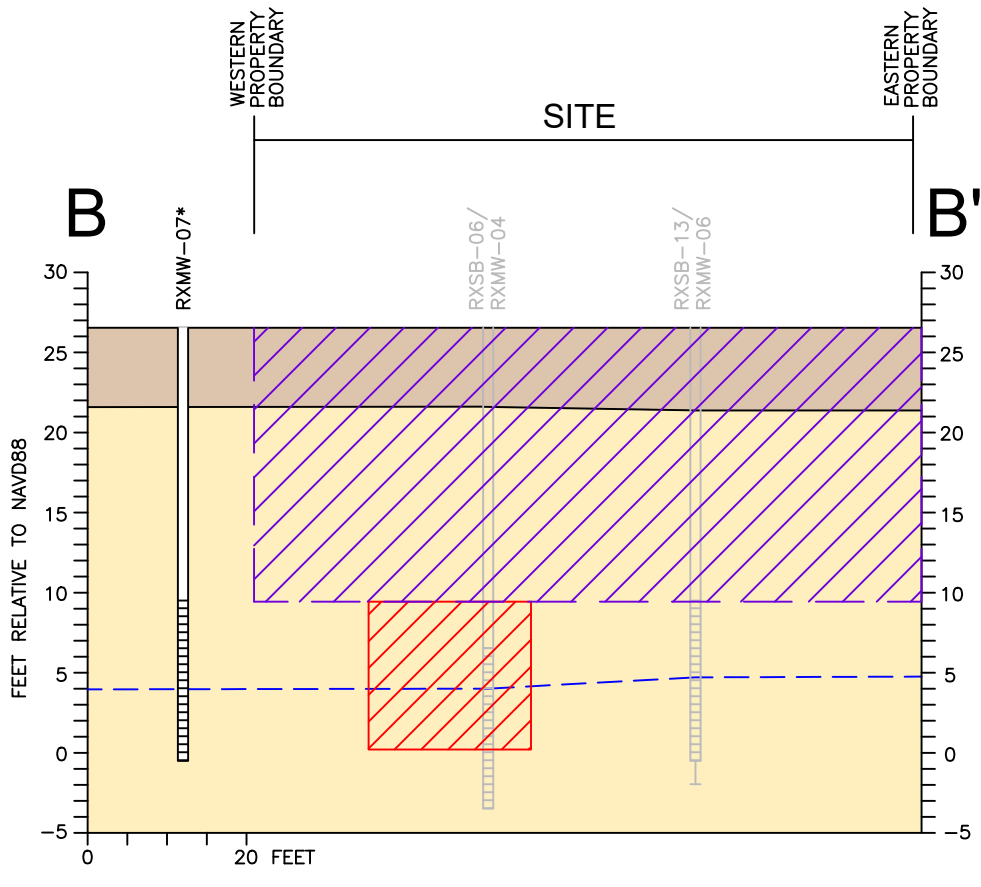 WESTERN
PROPERTY
BOUNDARY
EASTERN
PROPERTY
BOUNDARY
SITE
B
B'
RXMW-07*
RXSB-06/
RXMW-04
RXSB-13/
RXMW-06
30
25
20
15
10
5
0
-5
FEET RELATIVE TO NAVD88
30
25
20
15
10
5
0
-5
0
20 FEET